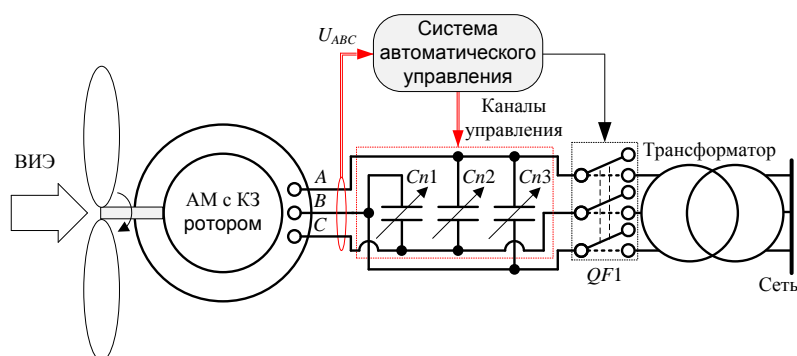 U_ABC
Система
автоматического
управления
Каналы
управления
ВИЭ
АМ с КЗ
ротором
A
B
C
Cn1
Cn2
Cn3
Трансформатор
QF1
Сеть